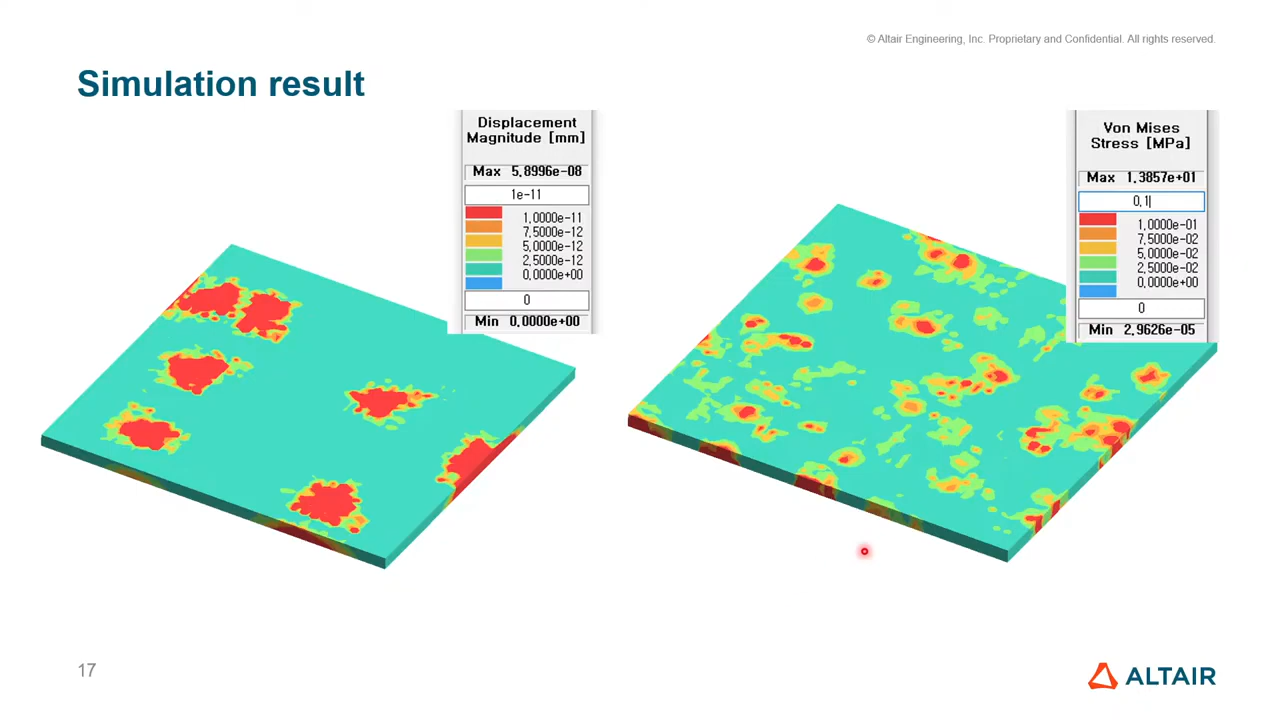 © Altair Engineering, Inc. Proprietary and Confidential. All rights reserved.
Simulation result
Displacement
Magnitude [mm]
Max 5,8996e-08
1e-11
1,0000e-11
7,5000e-12
5,0000e-12
2,5000e-12
0,0000e+00
0
Min 0,0000e+00
Von Mises
Stress [MPa]
Max 1,3857e+01
0,1
1,0000e-01
7,5000e-02
5,0000e-02
2,5000e-02
0,0000e+00
0
Min 2,9626e-05
17
ALTAIR